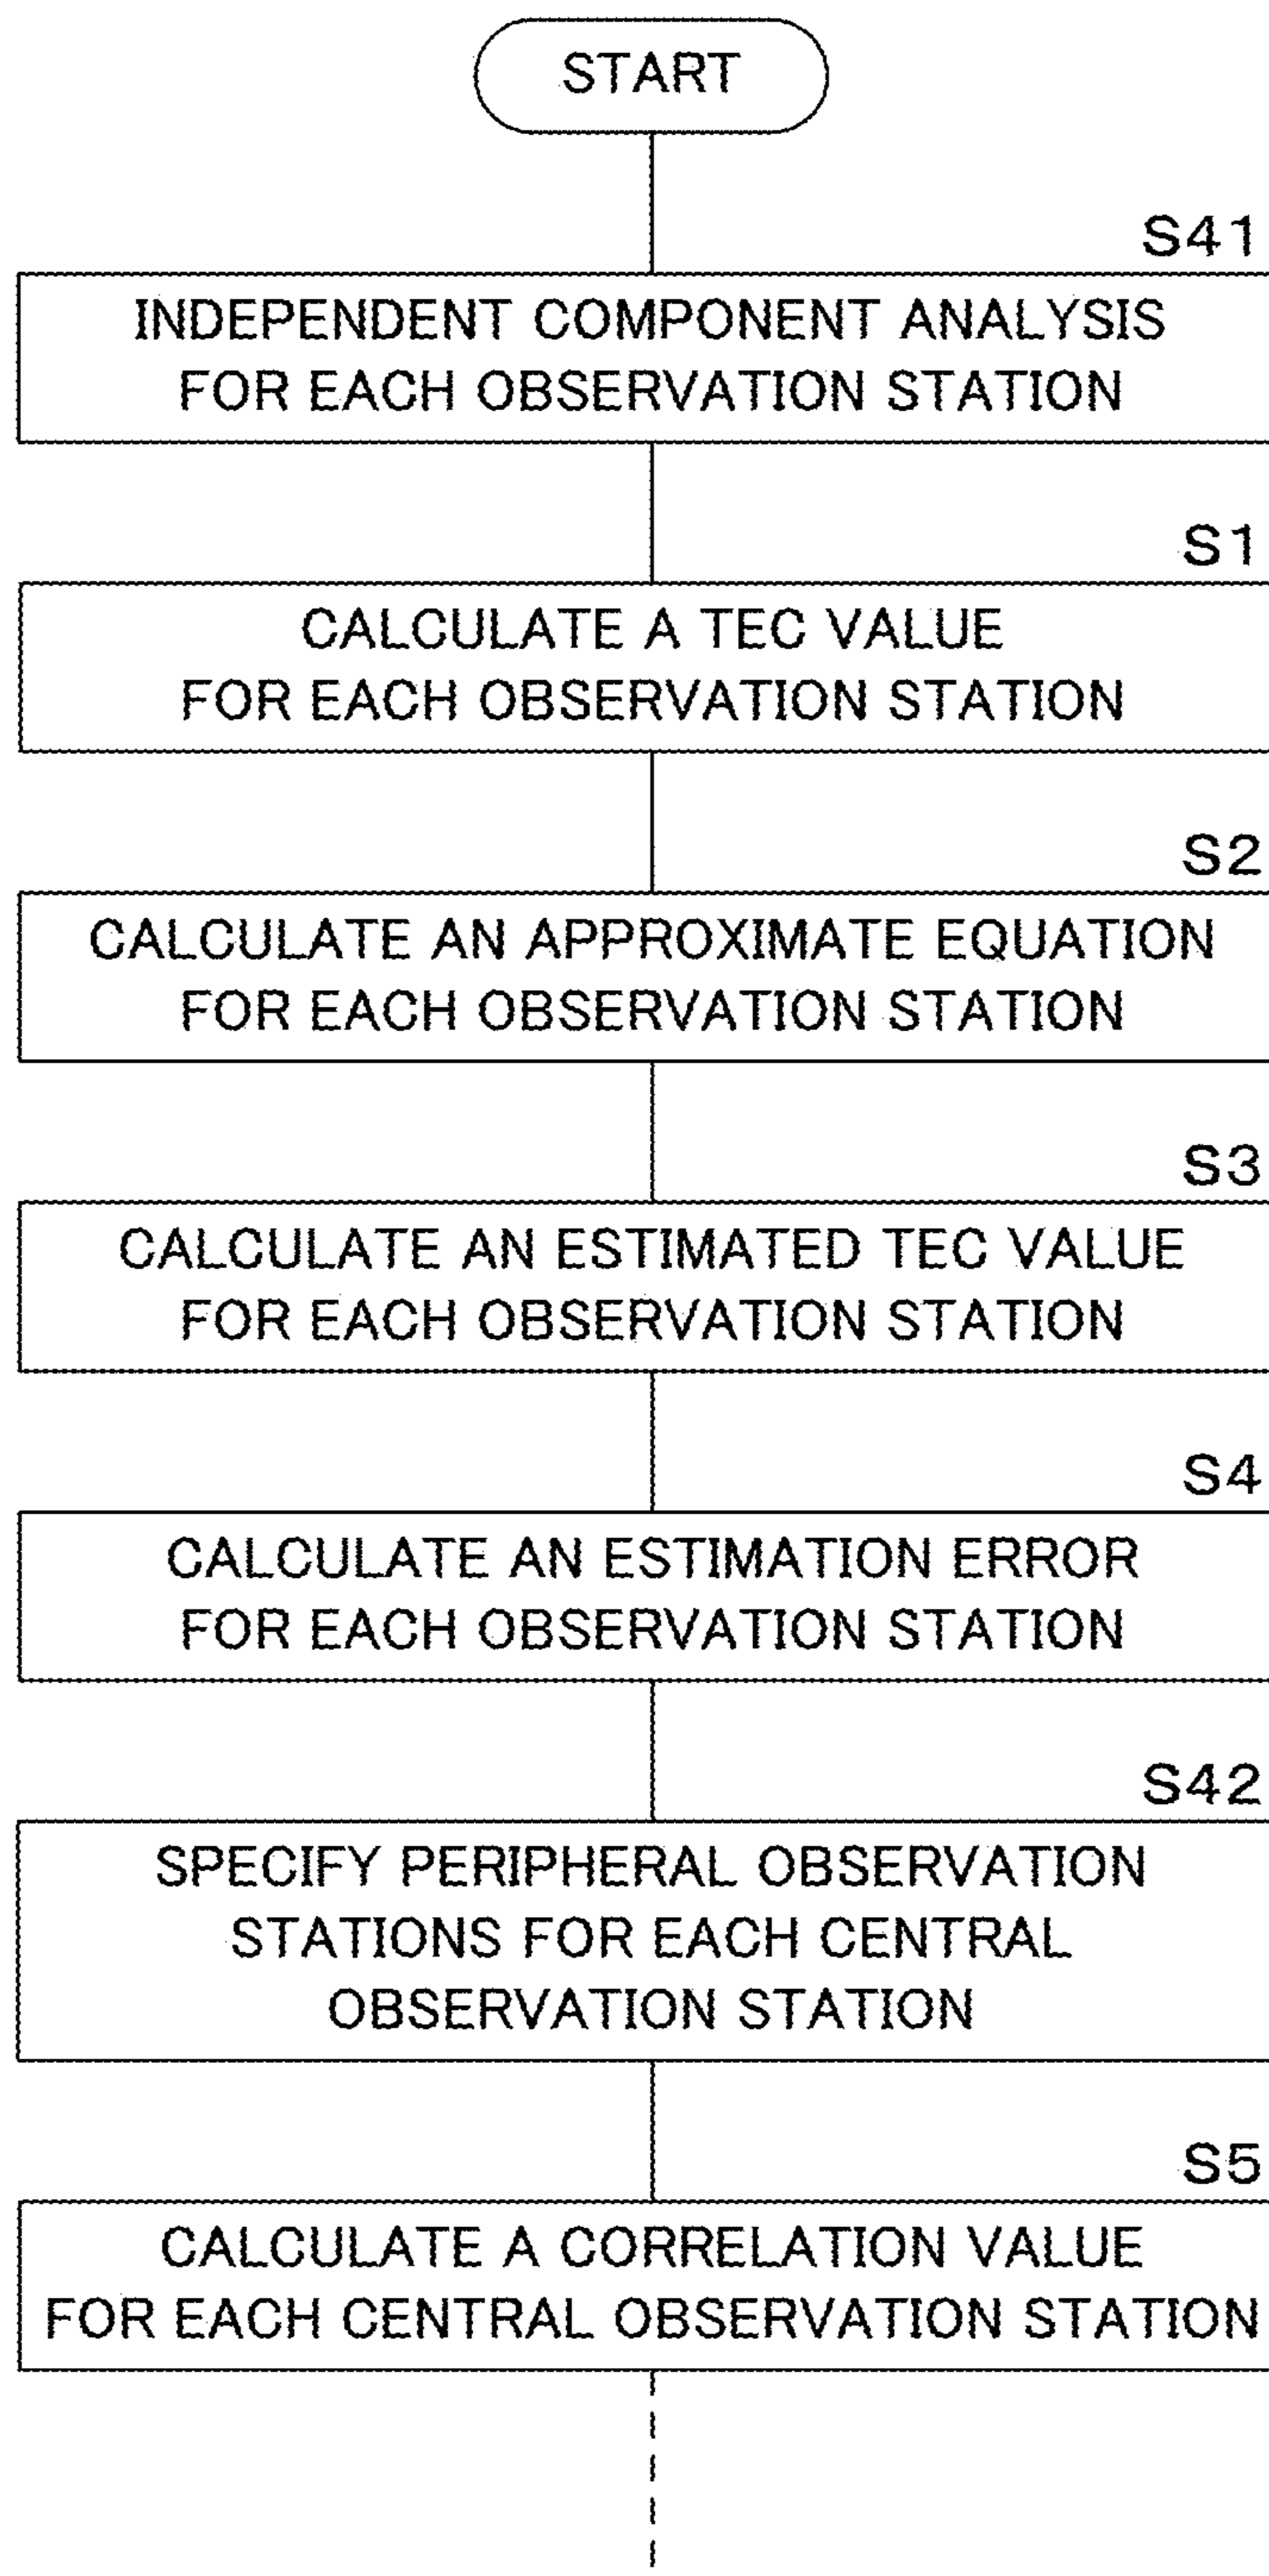 START
S41
INDEPENDENT COMPONENT ANALYSIS
FOR EACH OBSERVATION STATION
S1
CALCULATE A TEC VALUE
FOR EACH OBSERVATION STATION
S2
CALCULATE AN APPROXIMATE EQUATION
FOR EACH OBSERVATION STATION
S3
CALCULATE AN ESTIMATED TEC VALUE
FOR EACH OBSERVATION STATION
S4
CALCULATE AN ESTIMATION ERROR
FOR EACH OBSERVATION STATION
S42
SPECIFY PERIPHERAL OBSERVATION
STATIONS FOR EACH CENTRAL
OBSERVATION STATION
S5
CALCULATE A CORRELATION VALUE
FOR EACH CENTRAL OBSERVATION STATION